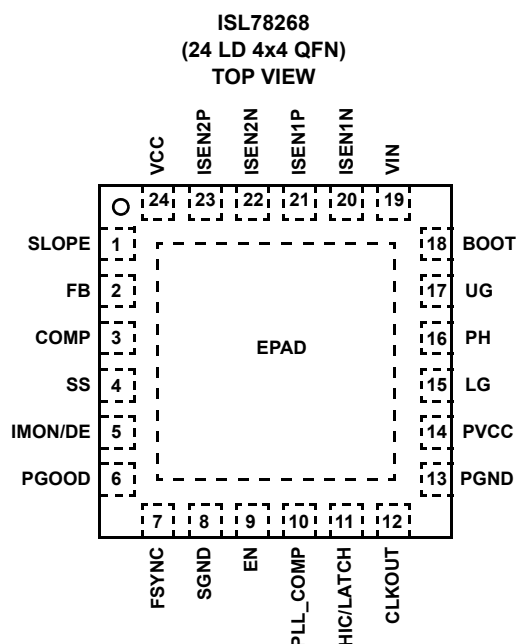 ISL78268
(24 LD 4x4 QFN)
TOP VIEW
VCC
ISEN2P
ISEN2N
ISEN1P
ISEN1N
VIN
24
23
22
21
20
19
SLOPE
1
FB
2
COMP
3
SS
4
IMON/DE
5
PGOOD
6
EPAD
18
BOOT
17
UG
16
PH
15
LG
14
PVCC
13
PGND
7
8
9
10
11
12
FSYNC
SGND
EN
PLL_COMP
HIC/LATCH
CLKOUT